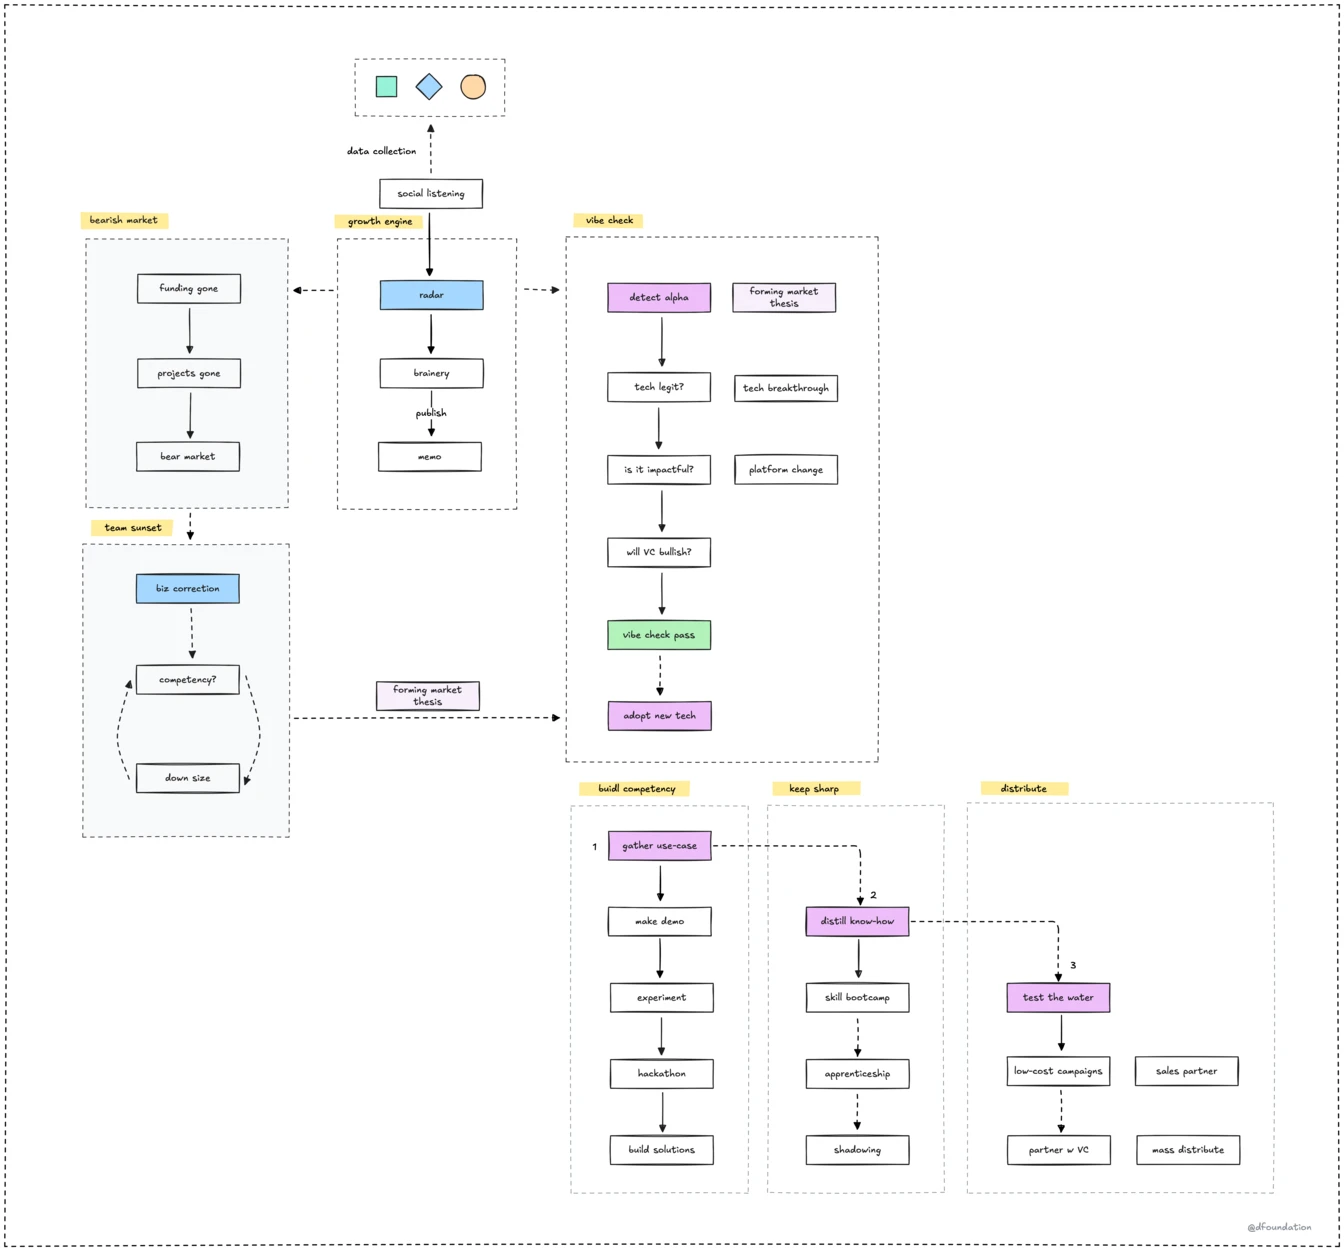 data collection
social listening
bearish market
growth engine
vibe check
funding gone
radar
detect alpha
forming market
thesis
projects gone
brainery
tech legit?
tech breakthrough
publish
bear market
memo
is it impactful?
platform change
team sunset
will VC bullish?
biz correction
vibe check pass
competency?
forming market
thesis
adopt new tech
down size
buidl competency
keep sharp
distribute
1
gather use-case
2
make demo
distill know-how
3
experiment
skill bootcamp
test the water
hackathon
apprenticeship
low-cost campaigns
sales partner
build solutions
shadowing
partner w VC
mass distribute
@dfoundation